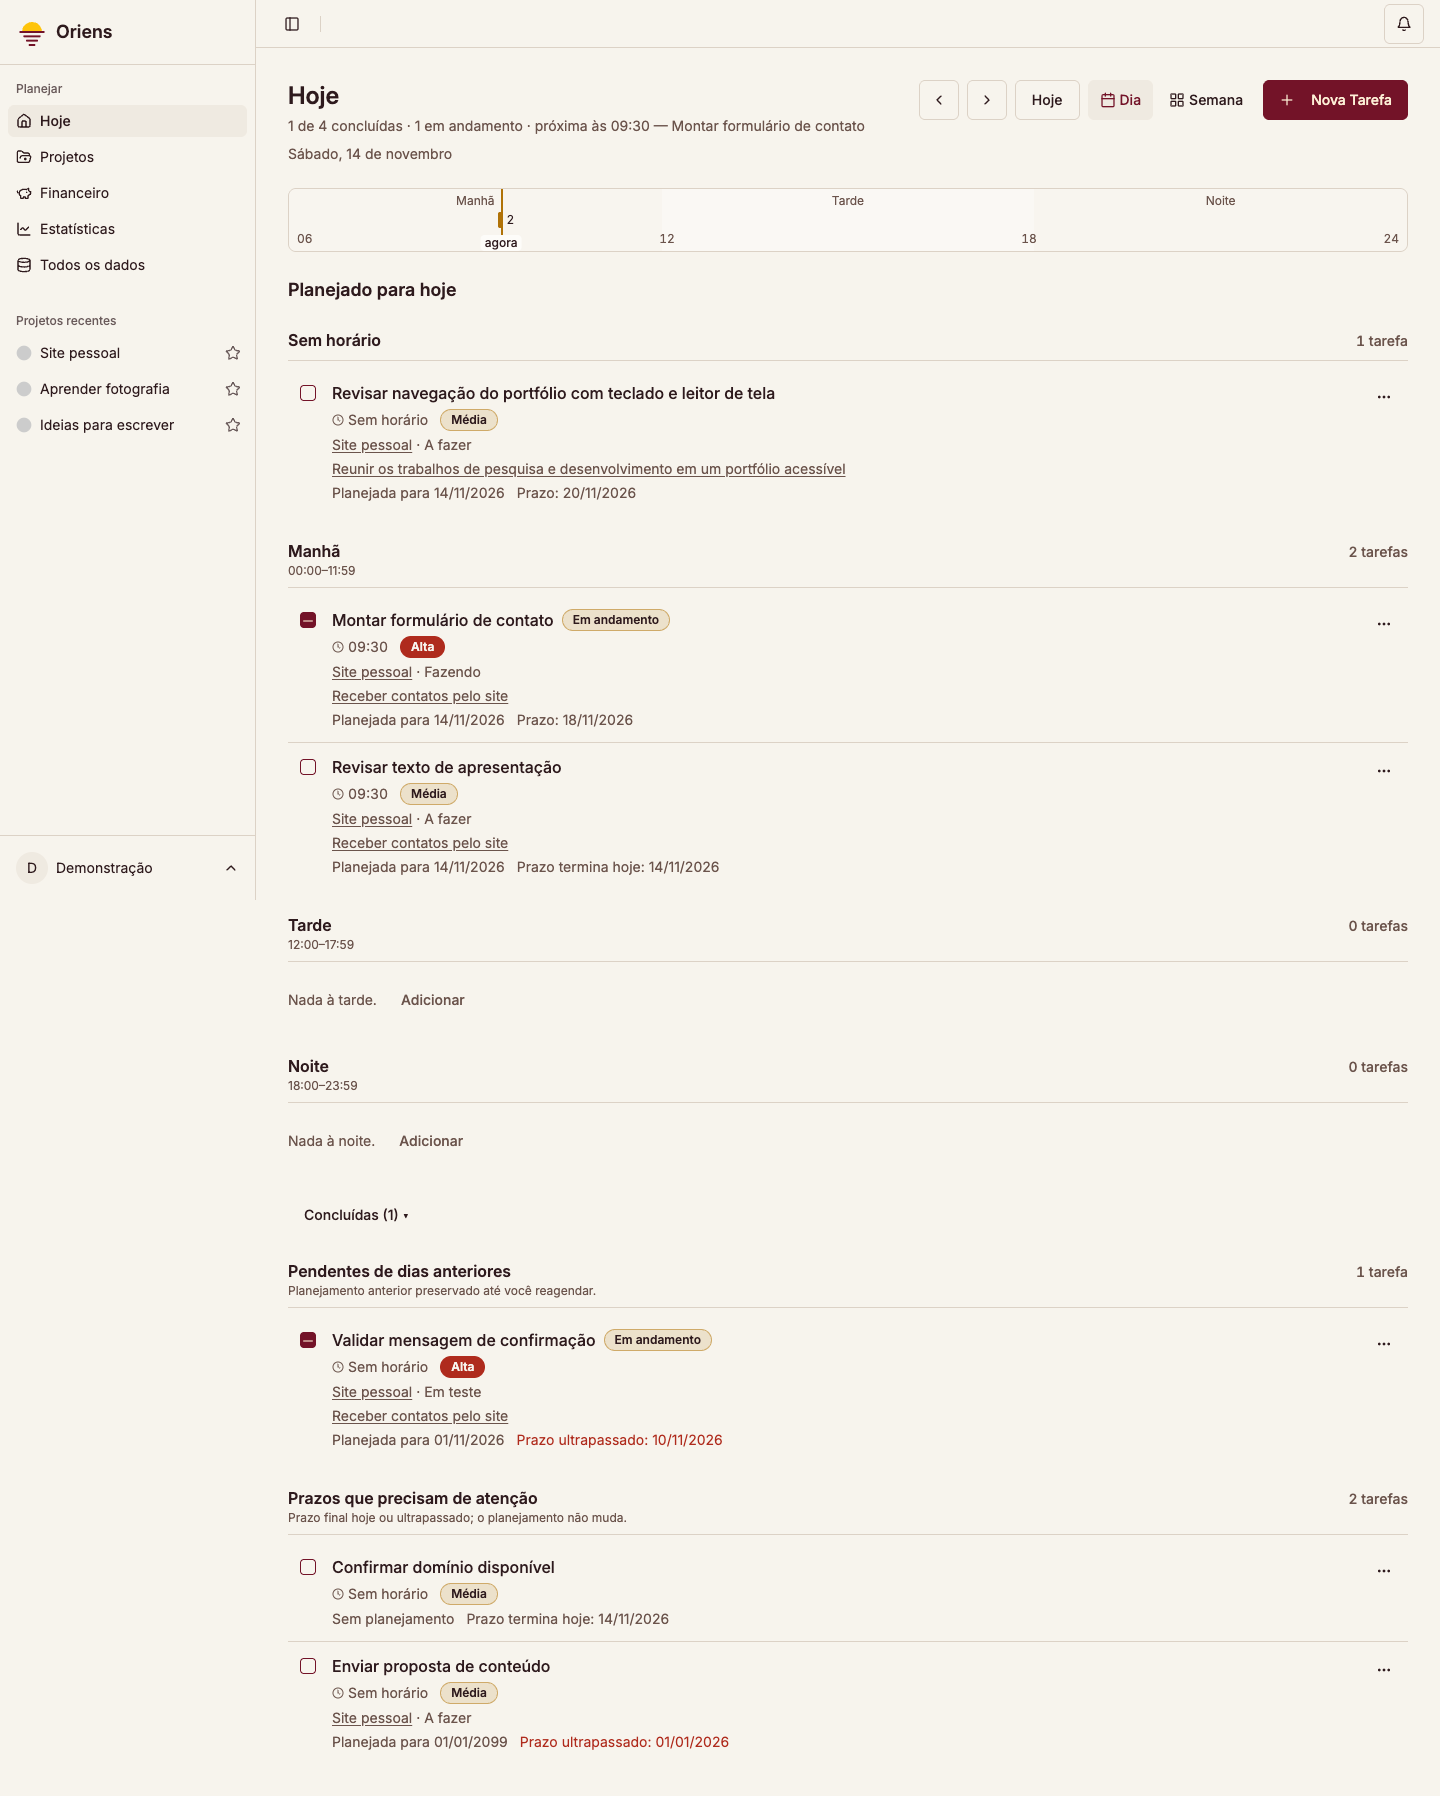 Oriens
Planejar
Hoje
Projetos
Financeiro
Estatísticas
Todos os dados
Projetos recentes
Site pessoal
Aprender fotografia
Ideias para escrever
D Demonstração
Hoje
1 de 4 concluídas · 1 em andamento · próxima às 09:30 — Montar formulário de contato
Sábado, 14 de novembro
Hoje Dia Semana Nova Tarefa
Manhã Tarde Noite
2
06 agora 12 18 24
Planejado para hoje
Sem horário 1 tarefa
Revisar navegação do portfólio com teclado e leitor de tela
Sem horário Média
Site pessoal · A fazer
Reunir os trabalhos de pesquisa e desenvolvimento em um portfólio acessível
Planejada para 14/11/2026 Prazo: 20/11/2026
Manhã 2 tarefas
00:00–11:59
Montar formulário de contato Em andamento
09:30 Alta
Site pessoal · Fazendo
Receber contatos pelo site
Planejada para 14/11/2026 Prazo: 18/11/2026
Revisar texto de apresentação
09:30 Média
Site pessoal · A fazer
Receber contatos pelo site
Planejada para 14/11/2026 Prazo termina hoje: 14/11/2026
Tarde 0 tarefas
12:00–17:59
Nada à tarde. Adicionar
Noite 0 tarefas
18:00–23:59
Nada à noite. Adicionar
Concluídas (1)
Pendentes de dias anteriores 1 tarefa
Planejamento anterior preservado até você reagendar.
Validar mensagem de confirmação Em andamento
Sem horário Alta
Site pessoal · Em teste
Receber contatos pelo site
Planejada para 01/11/2026 Prazo ultrapassado: 10/11/2026
Prazos que precisam de atenção 2 tarefas
Prazo final hoje ou ultrapassado; o planejamento não muda.
Confirmar domínio disponível
Sem horário Média
Sem planejamento Prazo termina hoje: 14/11/2026
Enviar proposta de conteúdo
Sem horário Média
Site pessoal · A fazer
Planejada para 01/01/2099 Prazo ultrapassado: 01/01/2026